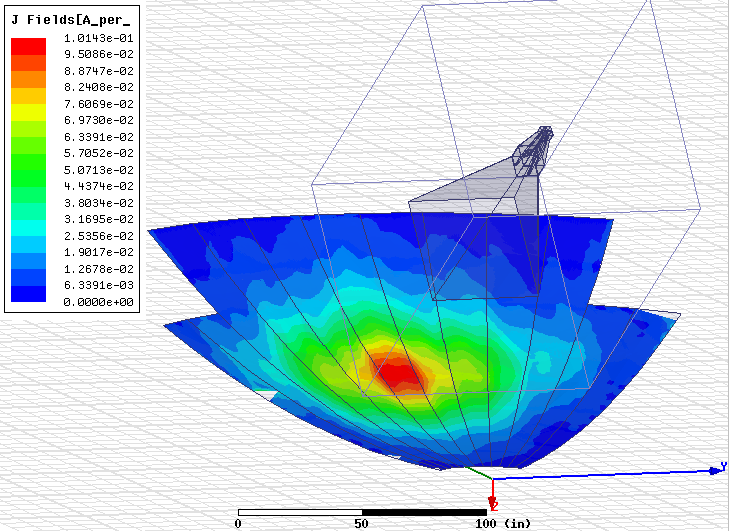 J Fields[A_per_
1.0143e-01
9.5086e-02
8.8747e-02
8.2408e-02
7.6069e-02
6.9730e-02
6.3391e-02
5.7052e-02
5.0713e-02
4.4374e-02
3.8034e-02
3.1695e-02
2.5356e-02
1.9017e-02
1.2678e-02
6.3391e-03
0.0000e+00
Y
Z
0 50 100 (in)